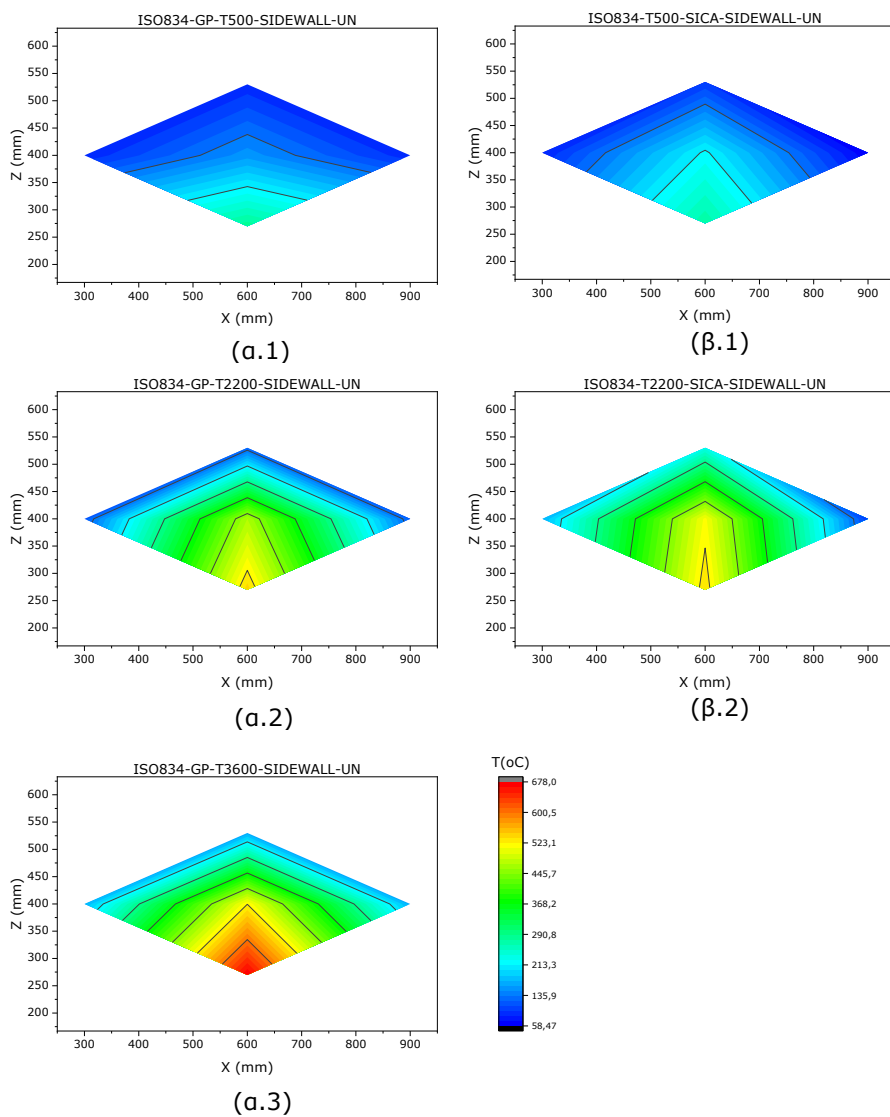 ISO834-GP-T500-SIDEWALL-UN
600
550
500
450
400
350
300
250
200
Z (mm)
300 400 500 600 700 800 900
X (mm)
(α.1)
ISO834-T500-SICA-SIDEWALL-UN
600
550
500
450
400
350
300
250
200
Z (mm)
300 400 500 600 700 800 900
X (mm)
(β.1)
ISO834-GP-T2200-SIDEWALL-UN
600
550
500
450
400
350
300
250
200
Z (mm)
300 400 500 600 700 800 900
X (mm)
(α.2)
ISO834-T2200-SICA-SIDEWALL-UN
600
550
500
450
400
350
300
250
200
Z (mm)
300 400 500 600 700 800 900
X (mm)
(β.2)
ISO834-GP-T3600-SIDEWALL-UN
600
550
500
450
400
350
300
250
200
Z (mm)
300 400 500 600 700 800 900
X (mm)
(α.3)
T(oC)
678,0
600,5
523,1
445,7
368,2
290,8
213,3
135,9
58,47